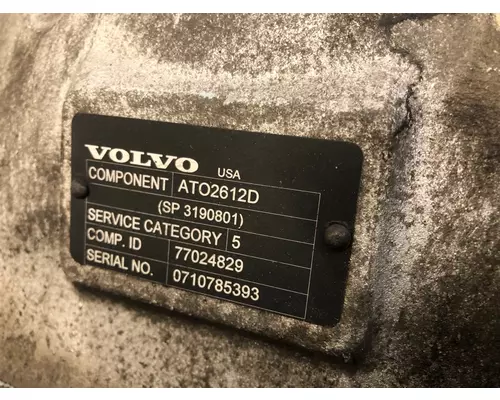 VOLVO USA
COMPONENT ATO2612D
(SP 3190801)
SERVICE CATEGORY 5
COMP. ID 77024829
SERIAL NO. 0710785393